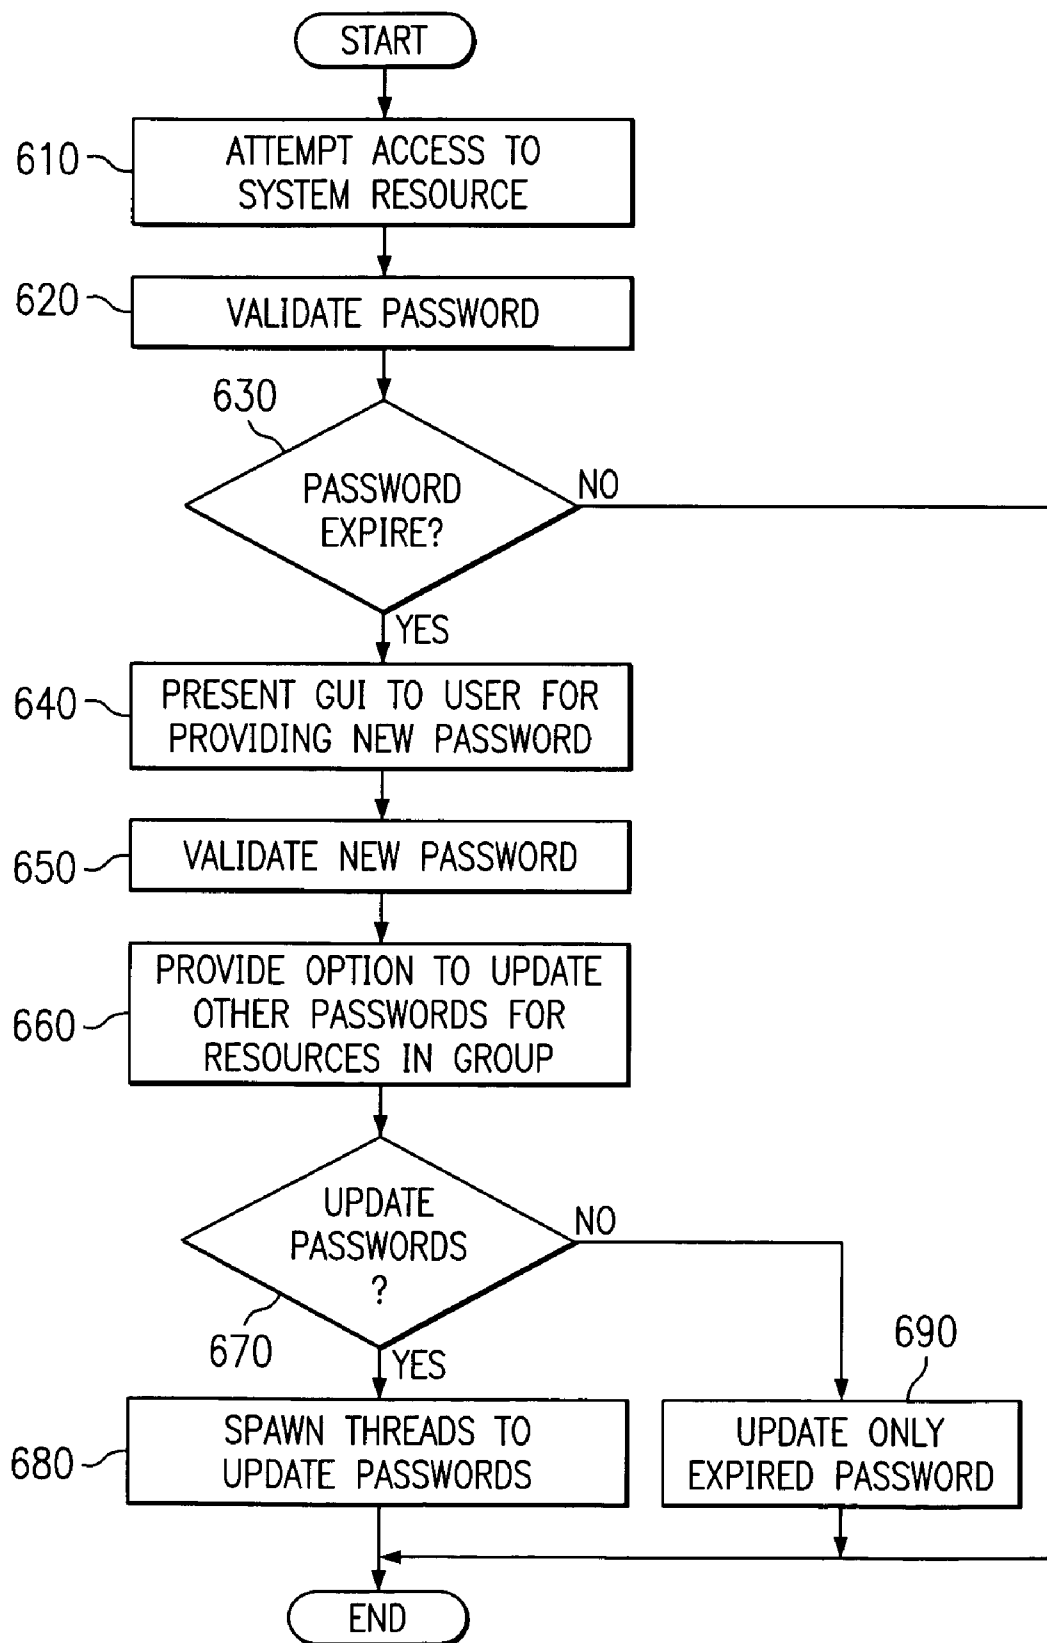 START
610
ATTEMPT ACCESS TO
SYSTEM RESOURCE
620
VALIDATE PASSWORD
630
PASSWORD
EXPIRE?
NO
YES
640
PRESENT GUI TO USER FOR
PROVIDING NEW PASSWORD
650
VALIDATE NEW PASSWORD
660
PROVIDE OPTION TO UPDATE
OTHER PASSWORDS FOR
RESOURCES IN GROUP
UPDATE
PASSWORDS
?
NO
670
YES
690
680
SPAWN THREADS TO
UPDATE PASSWORDS
UPDATE ONLY
EXPIRED PASSWORD
END